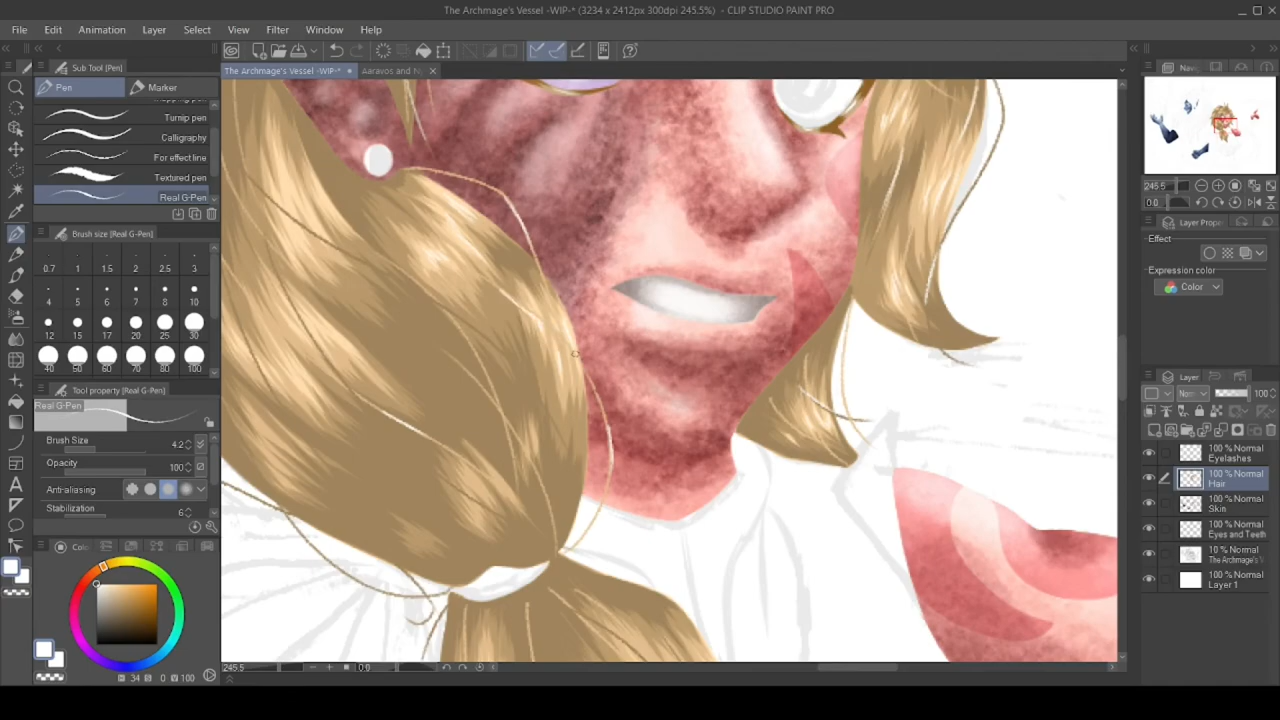 The Archmage's Vessel -WIP-* (3234 x 2412px 300dpi 245.5%) - CLIP STUDIO PAINT PRO
File Edit Animation Layer Select View Filter Window Help
Sub Tool [Pen]
The Archmage's Vessel -WIP-*
Pen
Marker
Turnip pen
Calligraphy
For effect line
Textured pen
Real G-Pen
Brush size [Real G-Pen]
0.7 1 1.5 2 2.5 3
4 5 6 7 8 10
12 15 17 20 25 30
40 50 60 70 80 100
Tool property [Real G-Pen]
Real G-Pen
Brush Size 4.2
Opacity 100
Anti-aliasing
Stabilization 6
34 0 V 100
245.5 0.0
245.5
0.0
Effect
Expression color
Color
Layer
100
100 % Normal
Eyelashes
100 % Normal
Hair
100 % Normal
Skin
100 % Normal
Eyes and Teeth
10 % Normal
100 % Normal
Layer 1